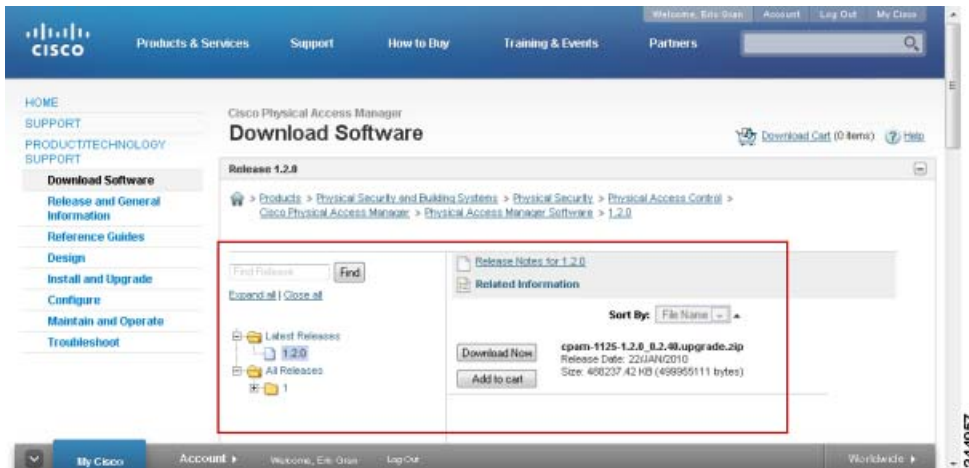 Welcome, Eric Gran Account Log Out My Cisco
CISCO
Products & Services Support How to Buy Training & Events Partners
HOME
SUPPORT
PRODUCT/TECHNOLOGY
SUPPORT
Download Software
Release and General
Information
Reference Guides
Design
Install and Upgrade
Configure
Maintain and Operate
Troubleshoot
Cisco Physical Access Manager
Download Software
Download Cart (0 items) Help
Release 1.2.0
> Products > Physical Security and Building Systems > Physical Security > Physical Access Control >
Cisco Physical Access Manager > Physical Access Manager Software > 1.2.0
Find Release Find
Expand all | Close all
Latest Releases
1.2.0
All Releases
1
Release Notes for 1.2.0
Related Information
Sort By: File Name
Download Now
Add to cart
cpam-1125-1.2.0_0.2.40.upgrade.zip
Release Date: 22/JAN/2010
Size: 488237.42 KB (499955111 bytes)
My Cisco Account Welcome, Eric Gran Log Out Worldwide